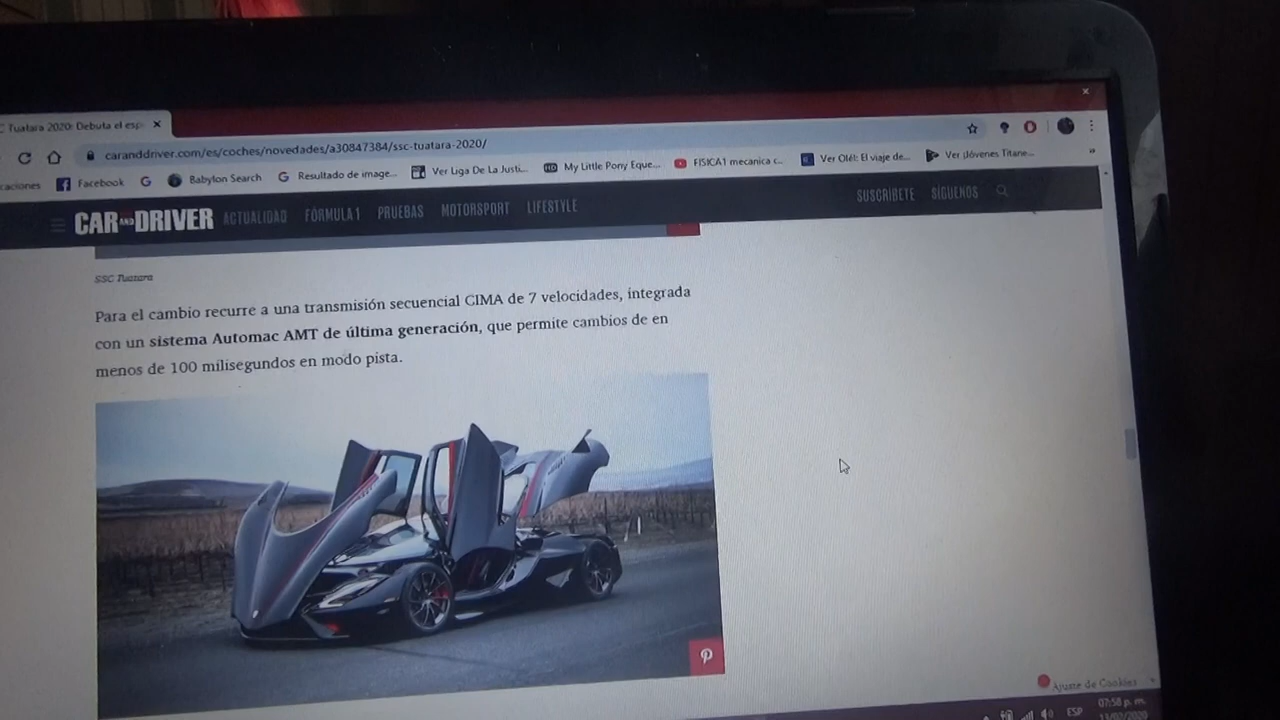 C Tuatara 2020: Debuta el esp
caranddriver.com/es/coches/novedades/a30847384/ssc-tuatara-2020/
caciones Facebook Babylon Search Resultado de image... Ver Liga De La Justi... My Little Pony Eque... FISICA1 mecanica c... Ver Olé!: El viaje de... Ver Jóvenes Titane... »
CAR AND DRIVER ACTUALIDAD FÓRMULA 1 PRUEBAS MOTORSPORT LIFESTYLE SUSCRÍBETE SÍGUENOS
SSC Tuatara
Para el cambio recurre a una transmisión secuencial CIMA de 7 velocidades, integrada
con un sistema Automac AMT de última generación, que permite cambios de en
menos de 100 milisegundos en modo pista.
Ajuste de Cookies
ESP 07:58 p. m.